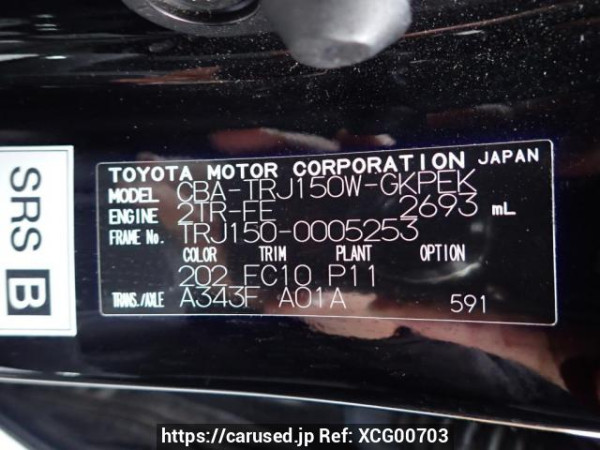 TOYOTA MOTOR CORPORATION JAPAN
MODEL CBA-TRJ150W-GKPEK
ENGINE 2TR-FE 2693 mL
FRAME No. TRJ150-0005253
COLOR TRIM PLANT OPTION
202 FC10 P11
TRANS./AXLE A343F A01A 591
SRS B
https://carused.jp Ref: XCG00703